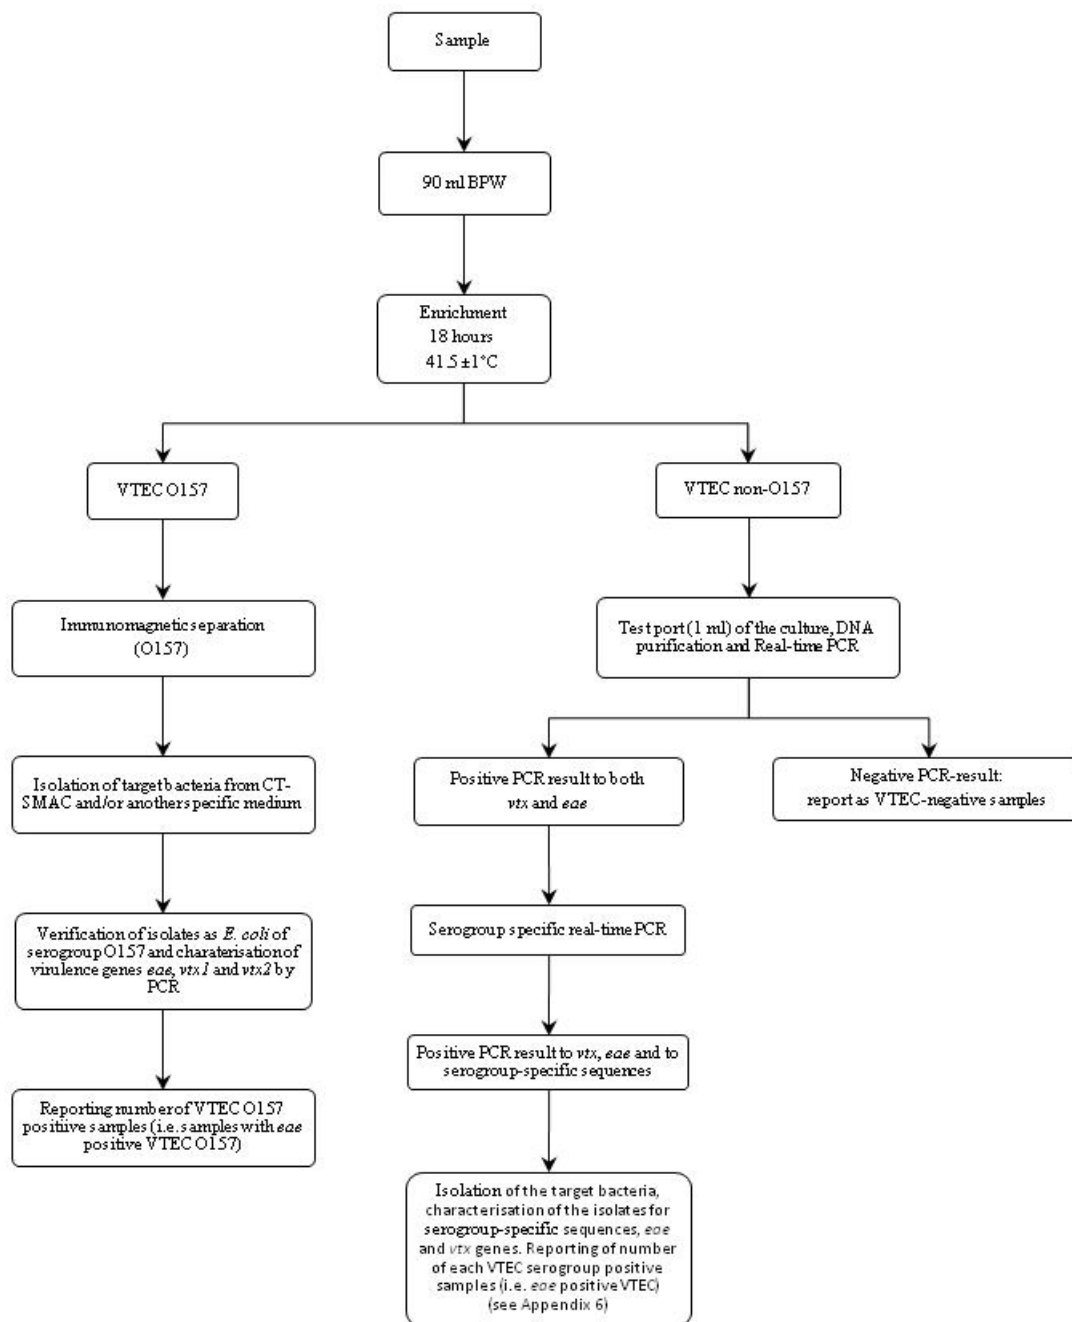 Sample
90 ml BPW
Enrichment
18 hours
41.5 ±1°C
VTEC O157
VTEC non-O157
Immunomagnetic separation
(O157)
Test port (1 ml) of the culture, DNA
purification and Real-time PCR
Isolation of target bacteria from CT-
SMAC and/or anothers pecific medium
Positive PCR result to both
vtx and eae
Negative PCR-result:
report as VTEC-negative samples
Verification of isolates as E. coli of
serogroup O157 and charaterisation of
virulence genes eae, vtx1 and vtx2 by
PCR
Serogroup specific real-time PCR
Positive PCR result to vtx, eae and to
serogroup-specific sequences
Reporting number of VTEC O157
positiive samples (i.e. samples with eae
positive VTEC O157)
Isolation of the target bacteria,
characterisation of the isolates for
serogroup-specific sequences, eae
and vtx genes. Reporting of number
of each VTEC serogroup positive
samples (i.e. eae positive VTEC)
(see Appendix 6)